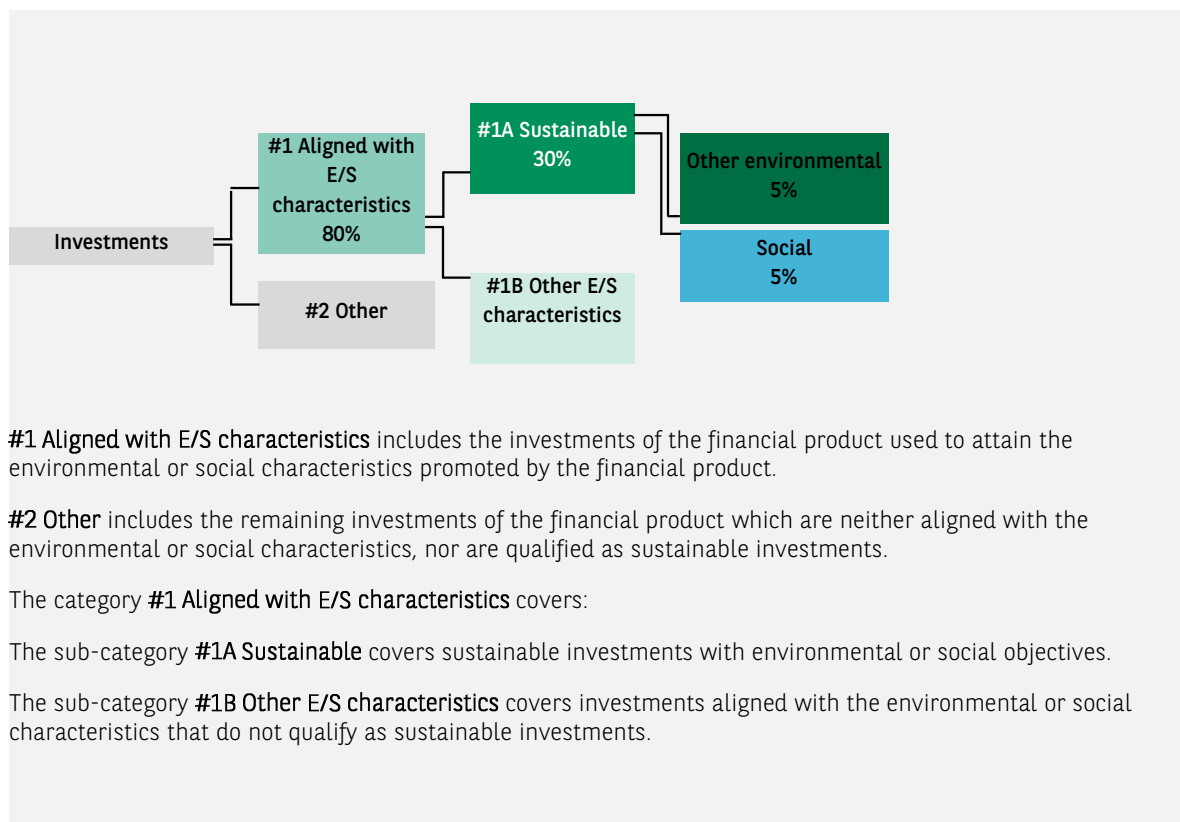 #1A Sustainable
30%
#1 Aligned with
E/S
characteristics
80%
Other environmental
5%
Investments
Social
5%
#1B Other E/S
characteristics
#2 Other
#1 Aligned with E/S characteristics includes the investments of the financial product used to attain the
environmental or social characteristics promoted by the financial product.
#2 Other includes the remaining investments of the financial product which are neither aligned with the
environmental or social characteristics, nor are qualified as sustainable investments.
The category #1 Aligned with E/S characteristics covers:
The sub-category #1A Sustainable covers sustainable investments with environmental or social objectives.
The sub-category #1B Other E/S characteristics covers investments aligned with the environmental or social
characteristics that do not qualify as sustainable investments.